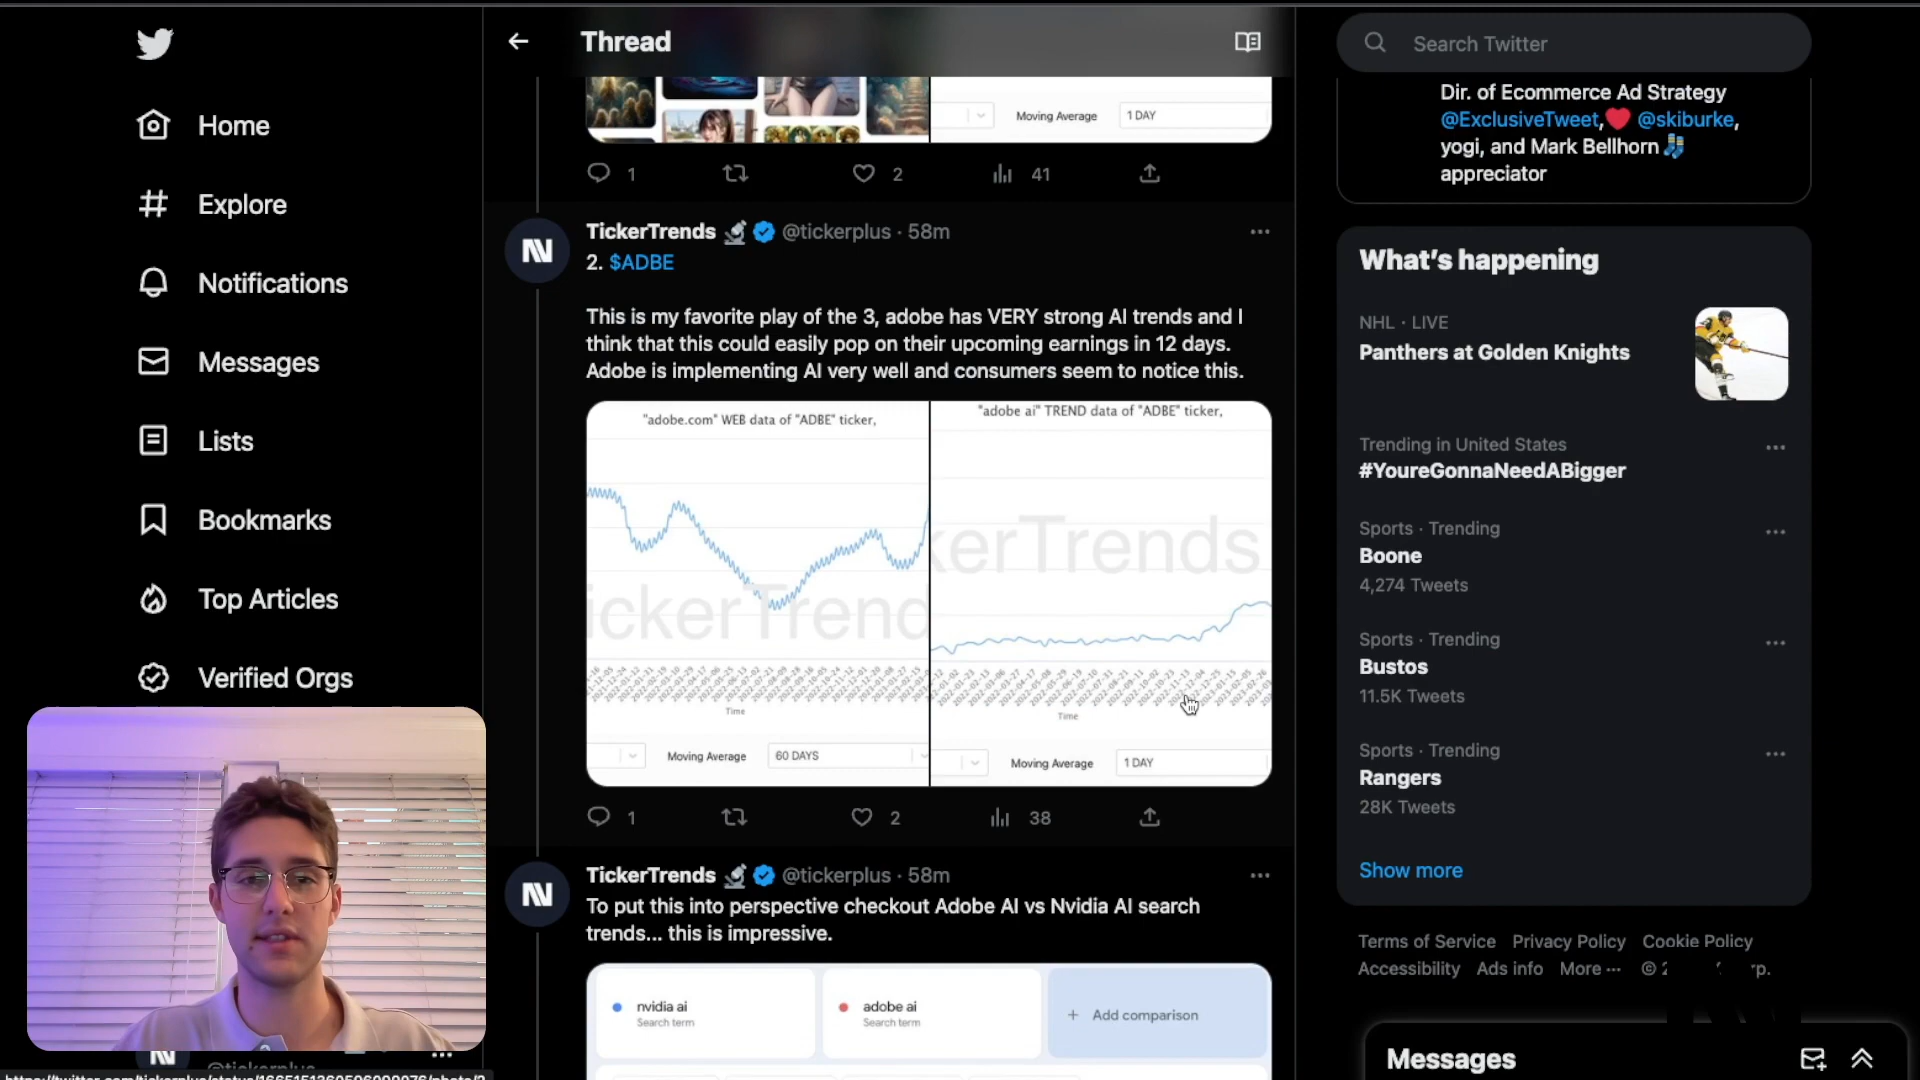 Home
Explore
Notifications
Messages
Lists
Bookmarks
Top Articles
Verified Orgs
Thread
Moving Average
1 DAY
1
2
41
TickerTrends @tickerplus · 58m
2. $ADBE
This is my favorite play of the 3, adobe has VERY strong AI trends and I
think that this could easily pop on their upcoming earnings in 12 days.
Adobe is implementing AI very well and consumers seem to notice this.
"adobe.com" WEB data of "ADBE" ticker,
Time
Moving Average
60 DAYS
"adobe ai" TREND data of "ADBE" ticker,
kerTrends
ickerTrend
Time
Moving Average
1 DAY
1
2
38
TickerTrends @tickerplus · 58m
To put this into perspective checkout Adobe AI vs Nvidia AI search
trends... this is impressive.
nvidia ai
Search term
adobe ai
Search term
+ Add comparison
Search Twitter
Dir. of Ecommerce Ad Strategy
@ExclusiveTweet,❤️ @skiburke,
yogi, and Mark Bellhorn🧦
appreciator
What's happening
NHL · LIVE
Panthers at Golden Knights
Trending in United States
#YoureGonnaNeedABigger
Sports · Trending
Boone
4,274 Tweets
Sports · Trending
Bustos
11.5K Tweets
Sports · Trending
Rangers
28K Tweets
Show more
Terms of Service Privacy Policy Cookie Policy
Accessibility Ads info More ··· ©
Messages